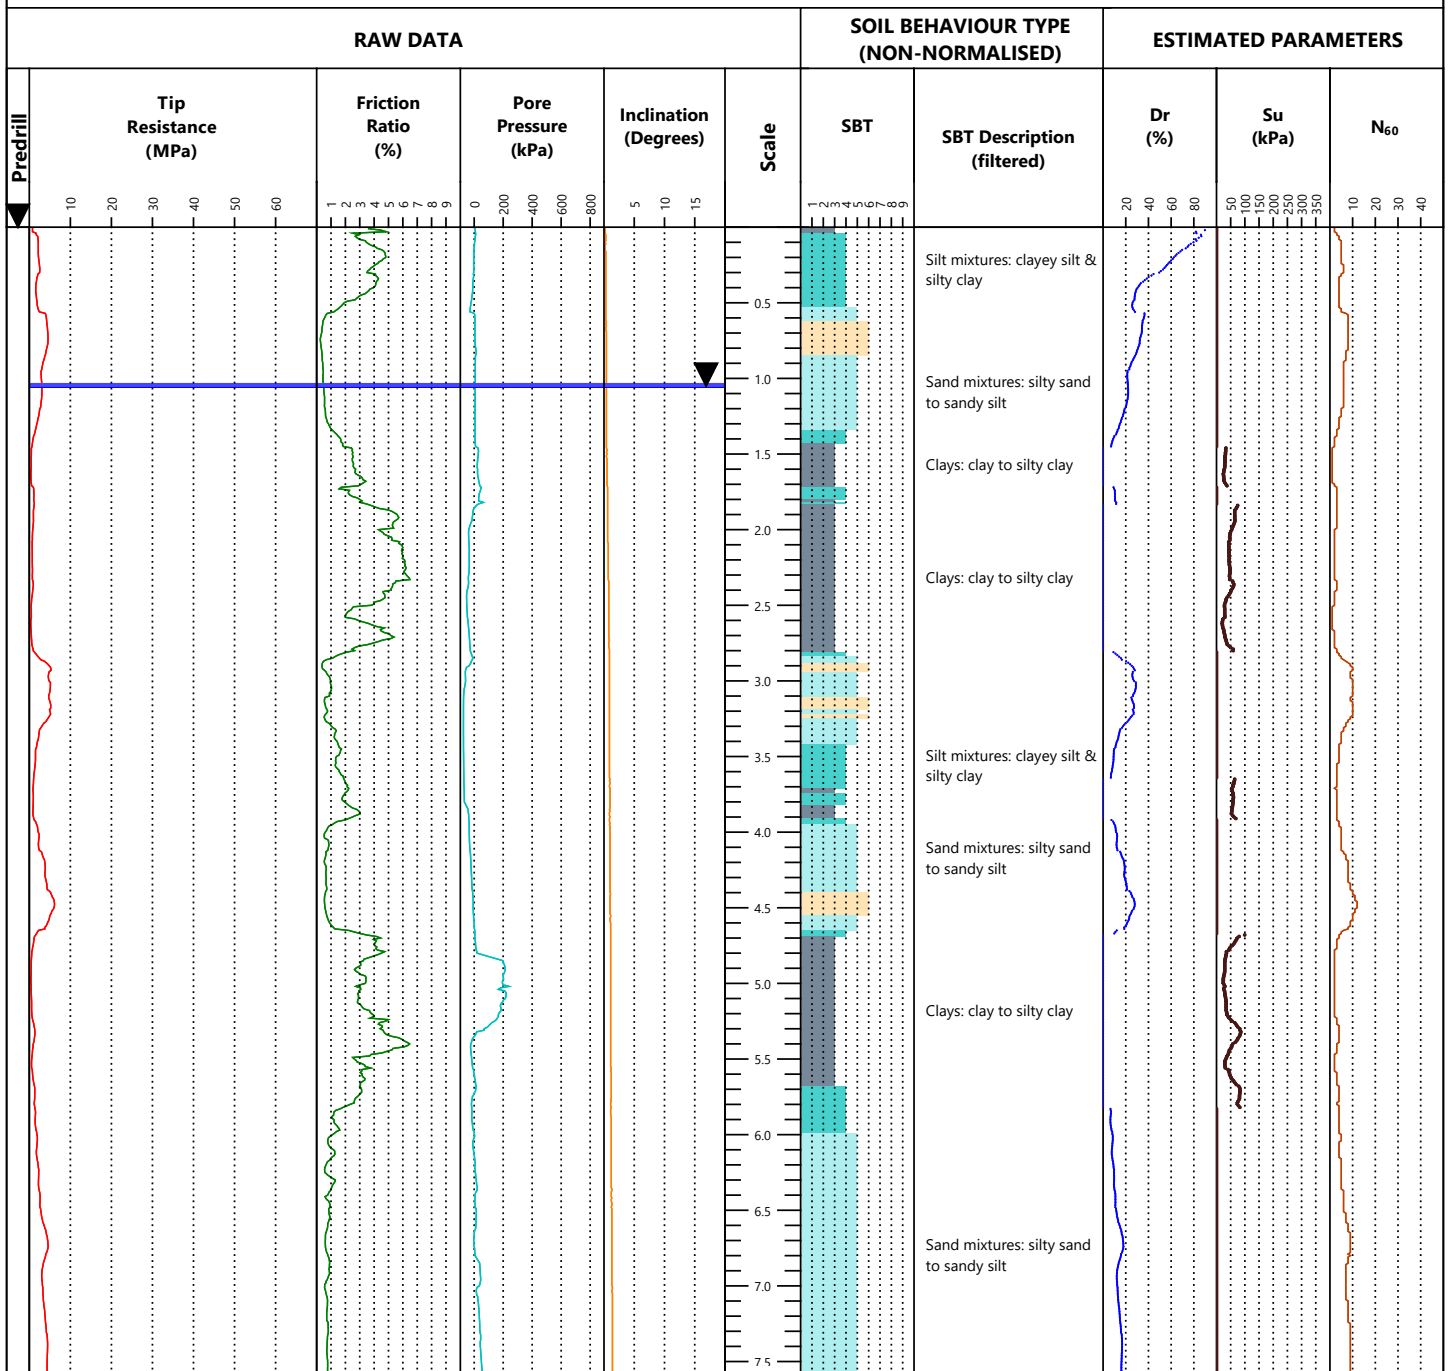 RAW DATA
SOIL BEHAVIOUR TYPE
(NON-NORMALISED)
ESTIMATED PARAMETERS
Predrill
Tip
Resistance
(MPa)
Friction
Ratio
(%)
Pore
Pressure
(kPa)
Inclination
(Degrees)
Scale
SBT
SBT Description
(filtered)
Dr
(%)
Su
(kPa)
N60
10 20 30 40 50 60
1 2 3 4 5 6 7 8 9
0 200 400 600 800
5 10 15
1 2 3 4 5 6 7 8 9
20 40 60 80
50 100 150 200 250 300 350
10 20 30 40
Silt mixtures: clayey silt &
silty clay
0.5
1.0
Sand mixtures: silty sand
to sandy silt
1.5
Clays: clay to silty clay
2.0
Clays: clay to silty clay
2.5
3.0
3.5
Silt mixtures: clayey silt &
silty clay
4.0
Sand mixtures: silty sand
to sandy silt
4.5
5.0
Clays: clay to silty clay
5.5
6.0
6.5
Sand mixtures: silty sand
to sandy silt
7.0
7.5